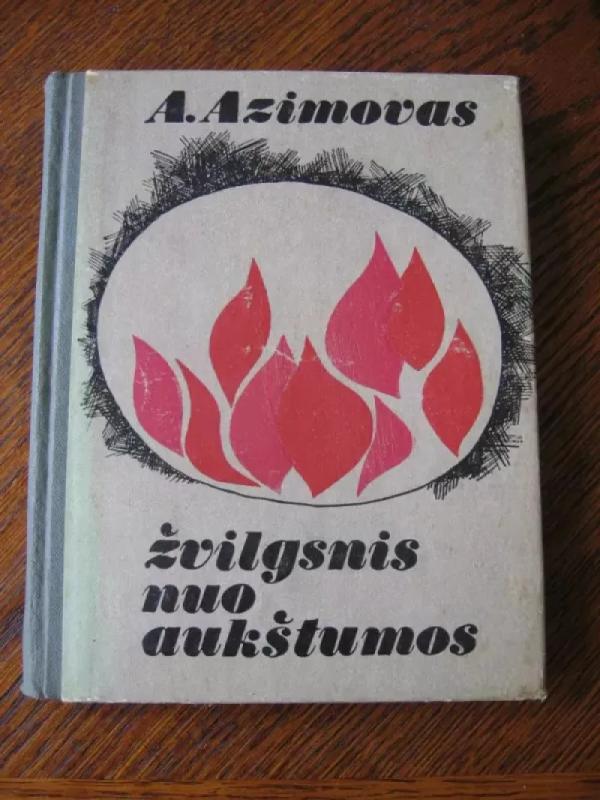 A. Azimovas
žvilgsnis
nuo
aukštumos